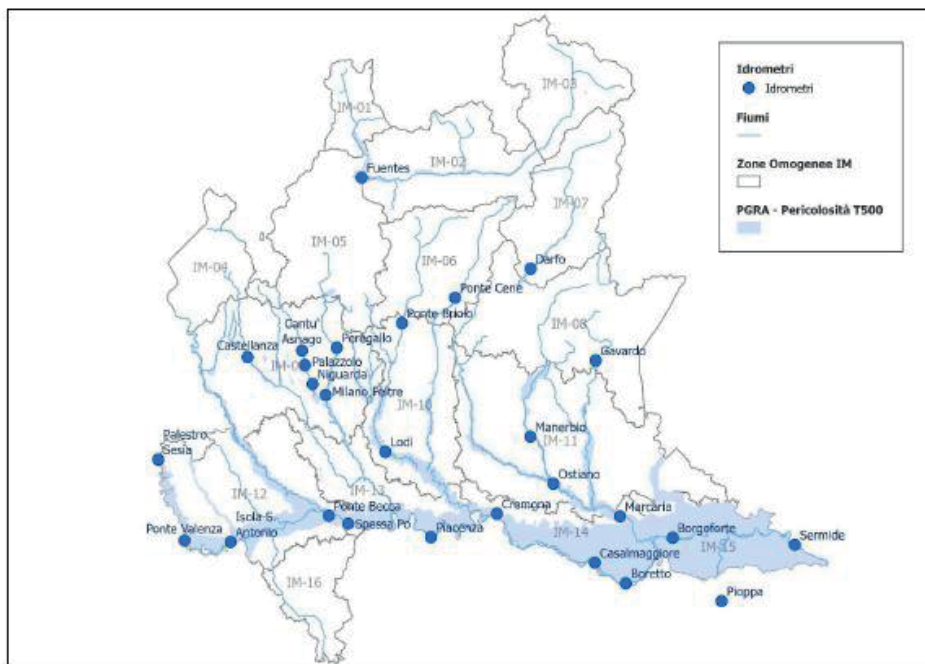 Idrometri
Idrometri
Fiumi
Zone Omogenee IM
PGRA - Pericolosità T500
IM-01
IM-03
IM-02
Fuentes
IM-07
IM-05
IM-04
IM-06
Darfo
Ponte Cene
Ponte Briolo
IM-08
Cantu'
Asnago
Peregallo
Castellanza
Gavardo
Palazzolo
IM-0
Niguarda
Milano Feltre
IM-10
Manerbio
IM-11
Palestro
Sesia
Lodi
Ostiano
IM-12
IM-13
Isola S.
Antonio
Ponte Becca
Cremona
Marcaria
Ponte Valenza
Spessa Po
Piacenza
IM-14
Borgoforte
Sermide
IM-15
Casalmaggiore
Boretto
IM-16
Pioppa